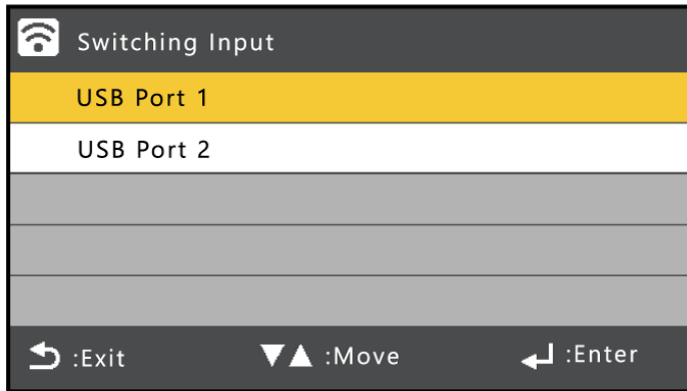 Switching Input
USB Port 1
USB Port 2
:Exit :Move :Enter